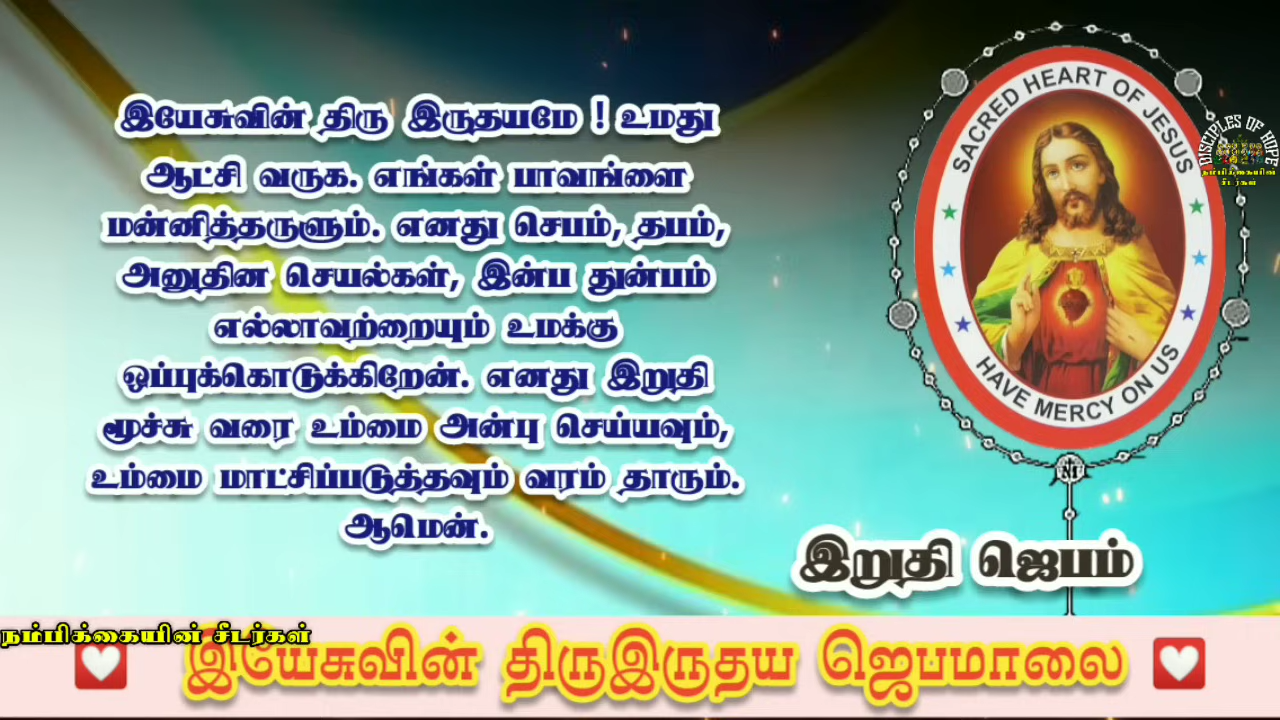 இயேசுவின் திரு இருதயமே ! உமது
ஆட்சி வருக. எங்கள் பாவங்ளை
மன்னித்தருளும். எனது செபம், தபம்,
அனுதின செயல்கள், இன்ப துன்பம்
எல்லாவற்றையும் உமக்கு
ஒப்புக்கொடுக்கிறேன். எனது இறுதி
மூச்சு வரை உம்மை அன்பு செய்யவும்,
உம்மை மாட்சிப்படுத்தவும் வரம் தாரும்.
ஆமென்.
SACRED HEART OF JESUS
HAVE MERCY ON US
DISCIPLES OF HOPE
நம்பிக்கையின்
சீடர்கள்
இறுதி ஜெபம்
நம்பிக்கையின் சீடர்கள்
இயேசுவின் திருஇருதய ஜெபமாலை